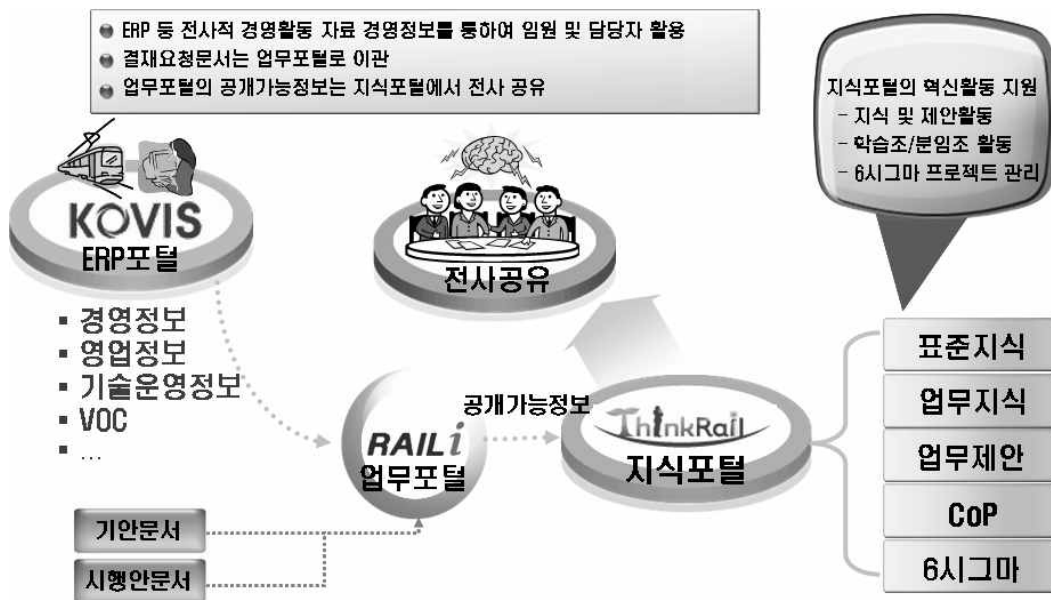 ERP 등 전사적 경영활동 자료 경영정보를 통하여 임원 및 담당자 활용
결재요청문서는 업무포털로 이관
업무포털의 공개가능정보는 지식포털에서 전사 공유
지식포털의 혁신활동 지원
- 지식 및 제안활동
- 학습조/분임조 활동
- 6시그마 프로젝트 관리
KOVIS
ERP포털
전사공유
▪ 경영정보
▪ 영업정보
▪ 기술운영정보
▪ VOC
▪ ...
RAILi
업무포털
공개가능정보
ThinkRail
지식포털
표준지식
업무지식
업무제안
CoP
6시그마
기안문서
시행안문서